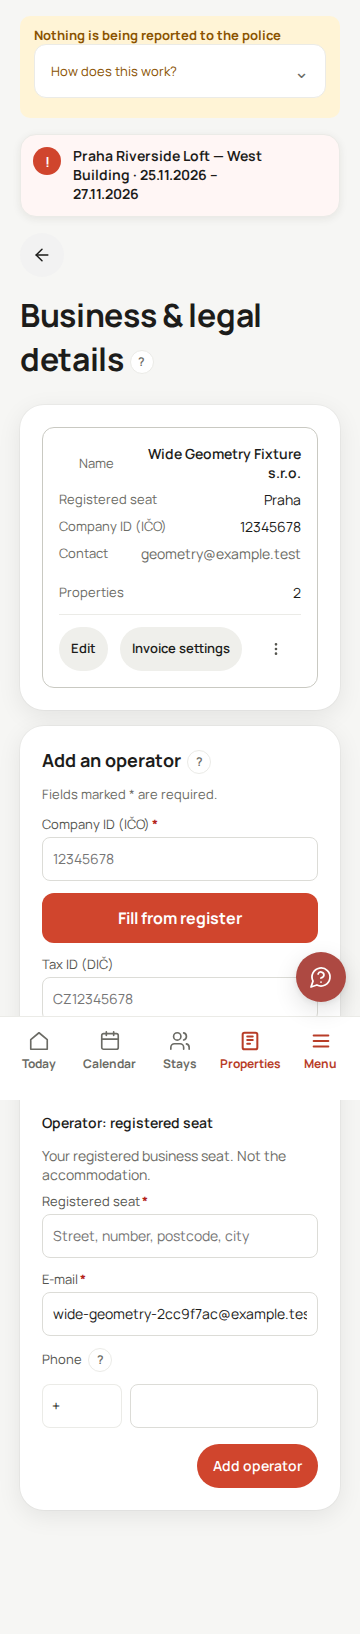 Nothing is being reported to the police
How does this work?
!
Praha Riverside Loft — West
Building · 25.11.2026 –
27.11.2026
Business & legal
details ?
Name Wide Geometry Fixture
s.r.o.
Registered seat Praha
Company ID (IČO) 12345678
Contact geometry@example.test
Properties 2
Edit Invoice settings
Add an operator ?
Fields marked * are required.
Company ID (IČO) *
12345678
Fill from register
Tax ID (DIČ)
CZ12345678
Today Calendar Stays Properties Menu
Operator: registered seat
Your registered business seat. Not the
accommodation.
Registered seat *
Street, number, postcode, city
E-mail *
wide-geometry-2cc9f7ac@example.tes
Phone ?
+
Add operator